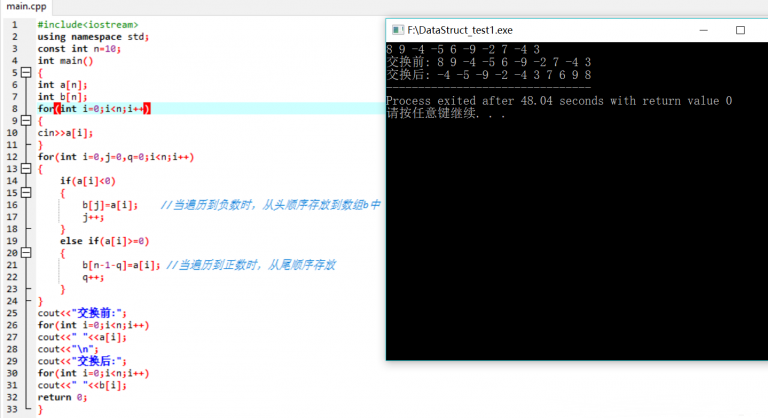 main.cpp
1 #include<iostream>
2 using namespace std;
3 const int n=10;
4 int main()
5 {
6 int a[n];
7 int b[n];
8 for(int i=0;i<n;i++)
9 {
10 cin>>a[i];
11 }
12 for(int i=0,j=0,q=0;i<n;i++)
13 {
14 if(a[i]<0)
15 {
16 b[j]=a[i]; //当遍历到负数时，从头顺序存放到数组b中
17 j++;
18 }
19 else if(a[i]>=0)
20 {
21 b[n-1-q]=a[i]; //当遍历到正数时，从尾顺序存放
22 q++;
23 }
24 }
25 cout<<"交换前:";
26 for(int i=0;i<n;i++)
27 cout<<" "<<a[i];
28 cout<<"\n";
29 cout<<"交换后:";
30 for(int i=0;i<n;i++)
31 cout<<" "<<b[i];
32 return 0;
33 }
F:\DataStruct_test1.exe
8 9 -4 -5 6 -9 -2 7 -4 3
交换前: 8 9 -4 -5 6 -9 -2 7 -4 3
交换后: -4 -5 -9 -2 -4 3 7 6 9 8
--------------------------------
Process exited after 48.04 seconds with return value 0
请按任意键继续. . .